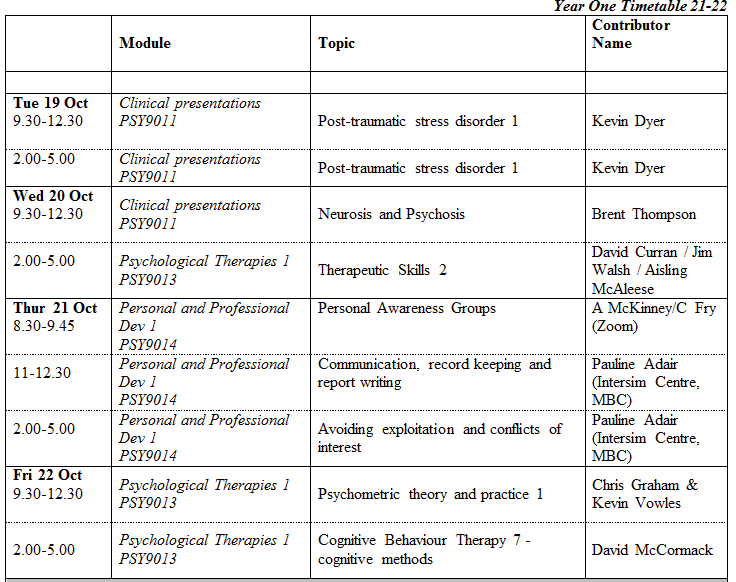 Year One Timetable 21-22
Module
Topic
Contributor
Name
Tue 19 Oct
9.30-12.30
Clinical presentations
PSY9011
Post-traumatic stress disorder 1
Kevin Dyer
2.00-5.00
Clinical presentations
PSY9011
Post-traumatic stress disorder 1
Kevin Dyer
Wed 20 Oct
9.30-12.30
Clinical presentations
PSY9011
Neurosis and Psychosis
Brent Thompson
2.00-5.00
Psychological Therapies 1
PSY9013
Therapeutic Skills 2
David Curran / Jim
Walsh / Aisling
McAleese
Thur 21 Oct
8.30-9.45
Personal and Professional
Dev 1
PSY9014
Personal Awareness Groups
A McKinney/C Fry
(Zoom)
11-12.30
Personal and Professional
Dev 1
PSY9014
Communication, record keeping and
report writing
Pauline Adair
(Intersim Centre,
MBC)
2.00-5.00
Personal and Professional
Dev 1
PSY9014
Avoiding exploitation and conflicts of
interest
Pauline Adair
(Intersim Centre,
MBC)
Fri 22 Oct
9.30-12.30
Psychological Therapies 1
PSY9013
Psychometric theory and practice 1
Chris Graham &
Kevin Vowles
2.00-5.00
Psychological Therapies 1
PSY9013
Cognitive Behaviour Therapy 7 -
cognitive methods
David McCormack